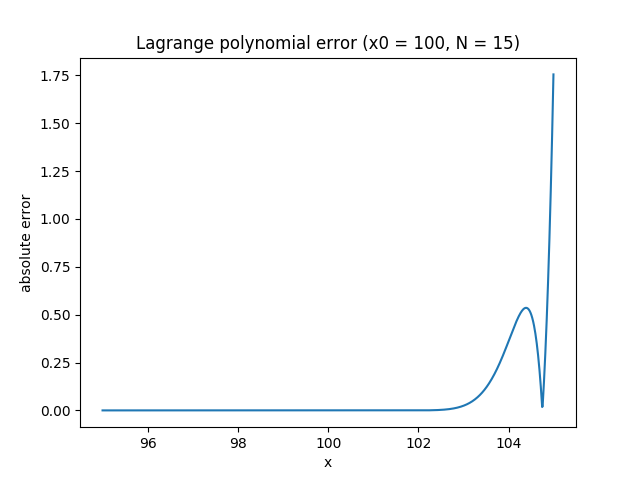 Lagrange polynomial error (x0 = 100, N = 15)
absolute error
1.75
1.50
1.25
1.00
0.75
0.50
0.25
0.00
96 98 100 102 104
x